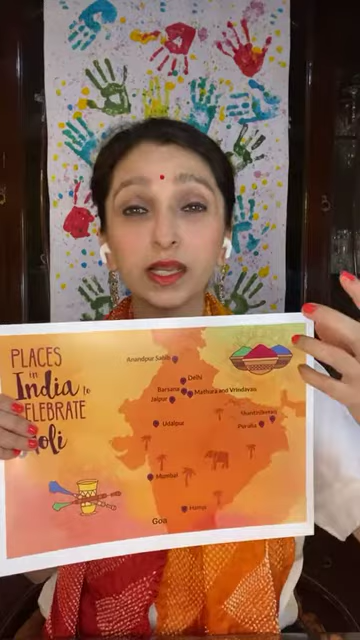 PLACES
in
India to
CELEBRATE
Holi
Anandpur Sahib
Delhi
Barsana
Mathura and Vrindavan
Jaipur
Shantiniketan
Purulia
Udaipur
Mumbai
Hampi
Goa